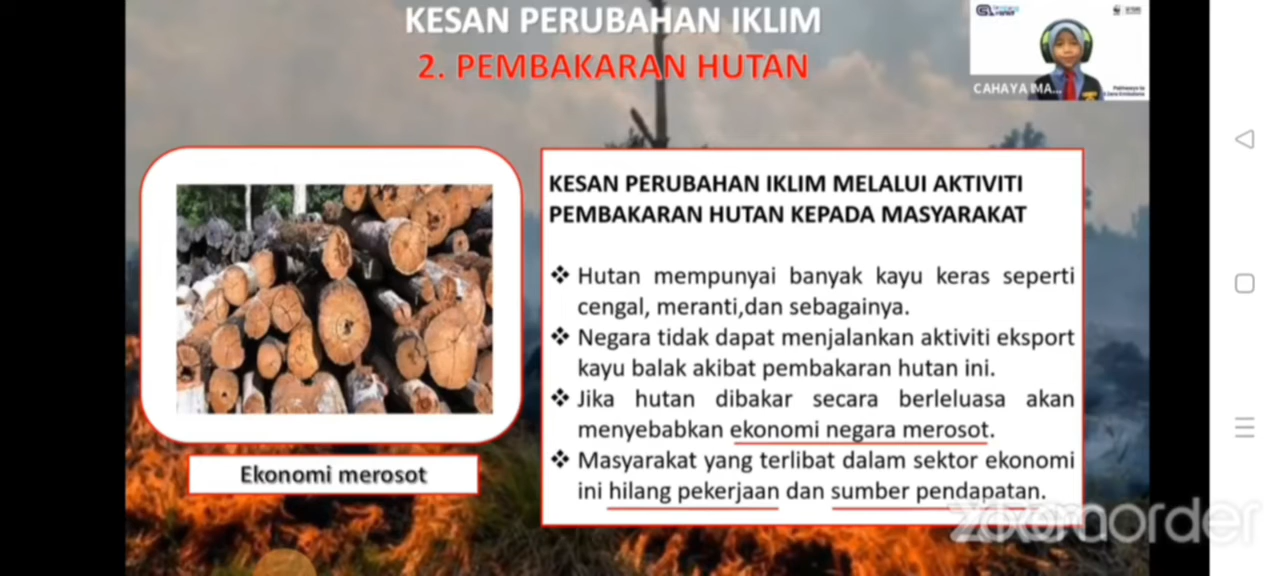 KESAN PERUBAHAN IKLIM
2. PEMBAKARAN HUTAN
CAHAYA IMA...
KESAN PERUBAHAN IKLIM MELALUI AKTIVITI
PEMBAKARAN HUTAN KEPADA MASYARAKAT
❖ Hutan mempunyai banyak kayu keras seperti
cengal, meranti,dan sebagainya.
❖ Negara tidak dapat menjalankan aktiviti eksport
kayu balak akibat pembakaran hutan ini.
❖ Jika hutan dibakar secara berleluasa akan
menyebabkan ekonomi negara merosot.
❖ Masyarakat yang terlibat dalam sektor ekonomi
ini hilang pekerjaan dan sumber pendapatan.
Ekonomi merosot